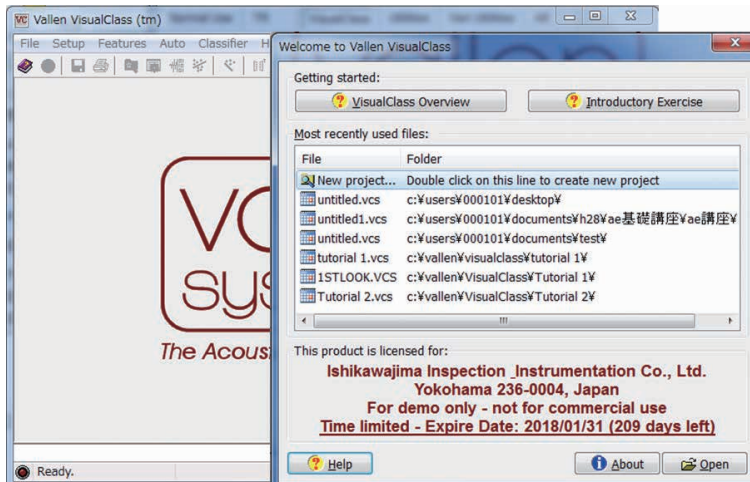 Vallen VisualClass (tm)
File Setup Features Auto Classifier H
VC
sys
The Acous
Ready.
Welcome to Vallen VisualClass
Getting started:
VisualClass Overview
Introductory Exercise
Most recently used files:
File Folder
New project... Double click on this line to create new project
untitled.vcs c:¥users¥000101¥desktop¥
untitled1.vcs c:¥users¥000101¥documents¥h28¥ae基礎講座¥ae講座¥
untitled.vcs c:¥users¥000101¥documents¥test¥
tutorial 1.vcs c:¥vallen¥visualclass¥tutorial 1¥
1STLOOK.VCS c:¥vallen¥VisualClass¥Tutorial 1¥
Tutorial 2.vcs c:¥vallen¥VisualClass¥Tutorial 2¥
This product is licensed for:
Ishikawajima Inspection _Instrumentation Co., Ltd.
Yokohama 236-0004, Japan
For demo only - not for commercial use
Time limited - Expire Date: 2018/01/31 (209 days left)
Help
About
Open